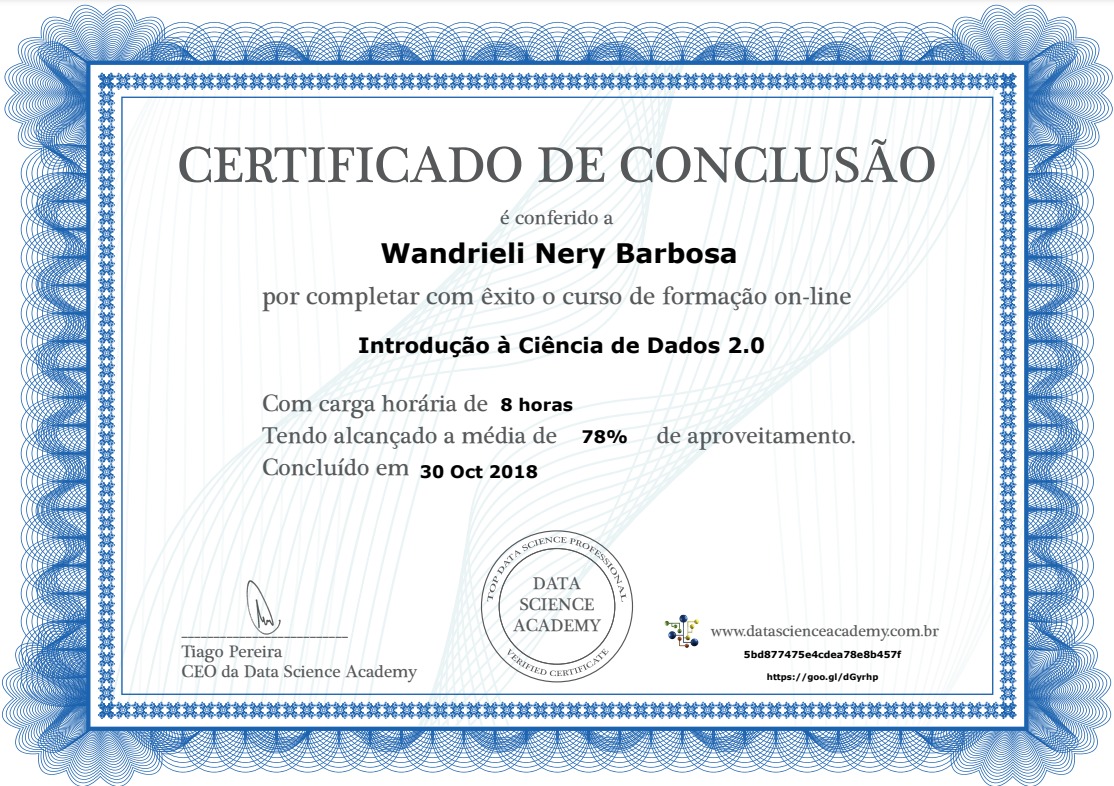 CERTIFICADO DE CONCLUSÃO
é conferido a
Wandrieli Nery Barbosa
por completar com êxito o curso de formação on-line
Introdução à Ciência de Dados 2.0
Com carga horária de 8 horas
Tendo alcançado a média de 78% de aproveitamento.
Concluído em 30 Oct 2018
TOP DATA SCIENCE PROFESSIONAL
DATA
SCIENCE
ACADEMY
VERIFIED CERTIFICATE
Tiago Pereira
CEO da Data Science Academy
www.datascienceacademy.com.br
5bd877475e4cdea78e8b457f
https://goo.gl/dGyrhp